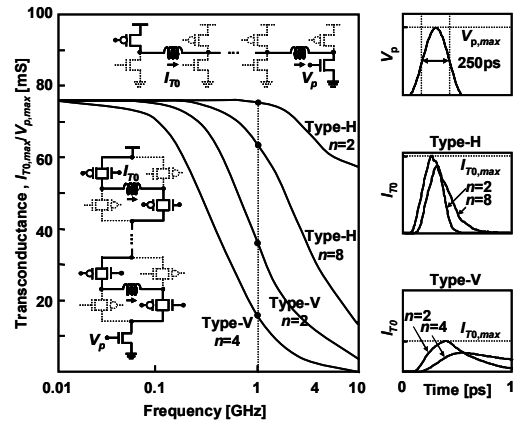 Transconductance, I_T0,max/V_p,max [mS]
100
80
60
40
20
0.01
0.1
1
4
10
Frequency [GHz]
I_T0
V_p
I_T0
V_p
Type-H
n=2
Type-H
n=8
Type-V
n=2
Type-V
n=4
V_p
V_p,max
250ps
Type-H
I_T0
I_T0,max
n=2
n=8
Type-V
I_T0
n=2
n=4
I_T0,max
0
1
Time [ps]